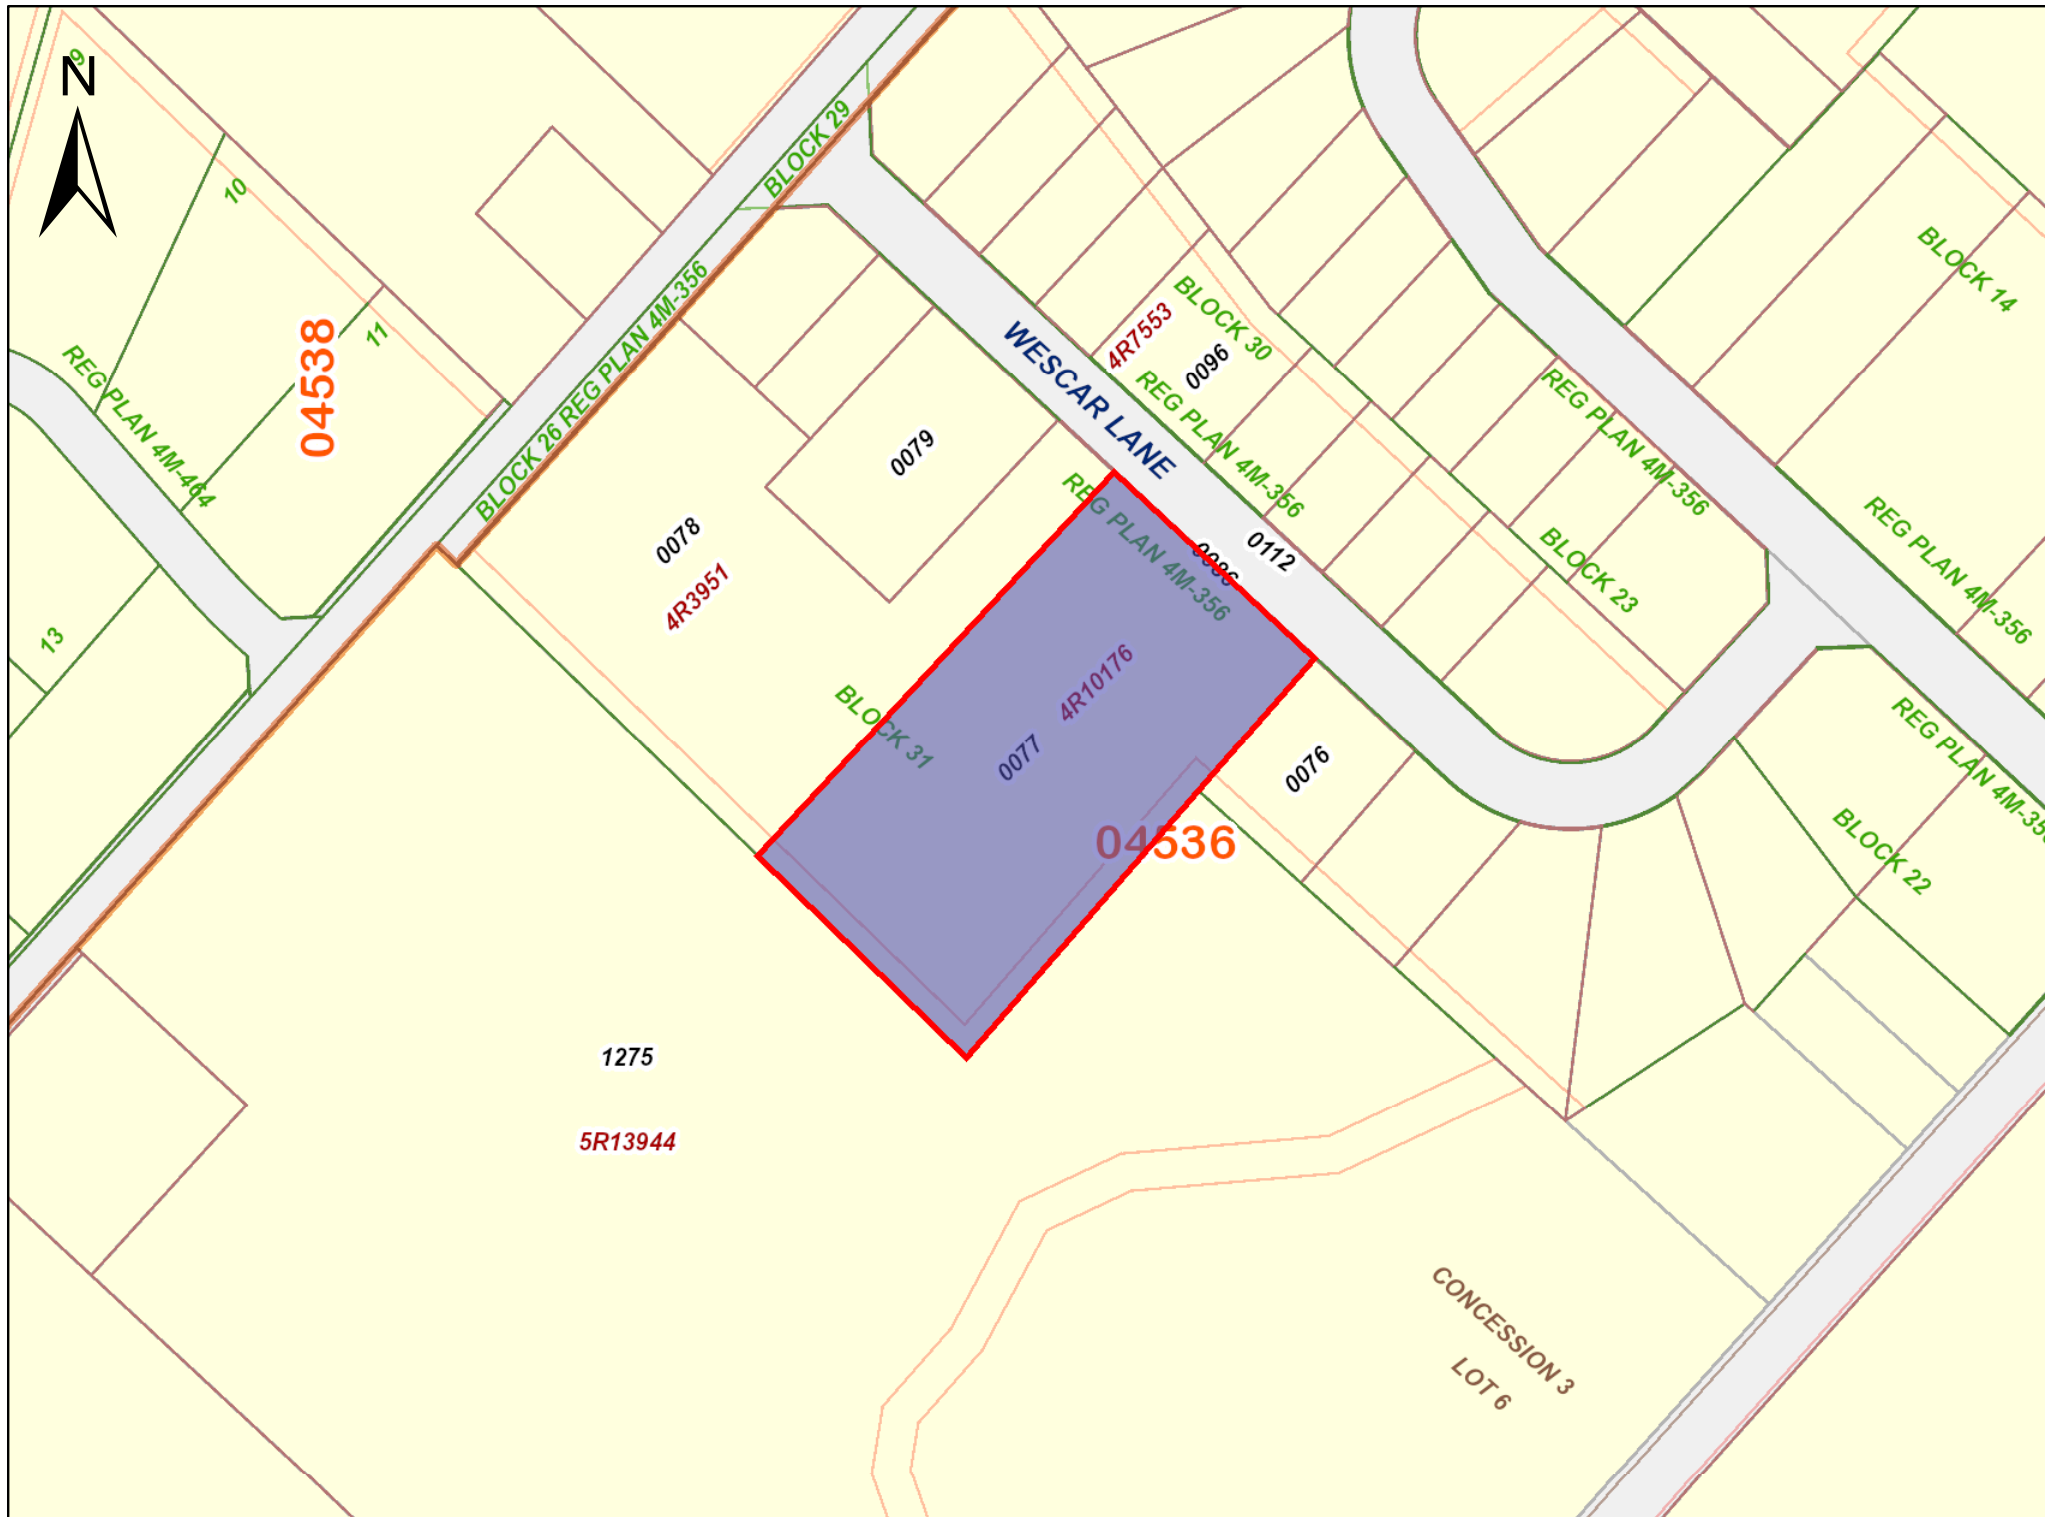 N
9
10
11
04538
REG PLAN 4M-464
13
BLOCK 29
BLOCK 26 REG PLAN 4M-356
WESCAR LANE
4R7553
BLOCK 30
0096
REG PLAN 4M-356
BLOCK 14
REG PLAN 4M-356
REG PLAN 4M-356
0079
0078
4R3951
REG PLAN 4M-356
0112
BLOCK 23
4R10176
BLOCK 31
0077
0076
04536
REG PLAN 4M-356
BLOCK 22
1275
5R13944
CONCESSION 3
LOT 6